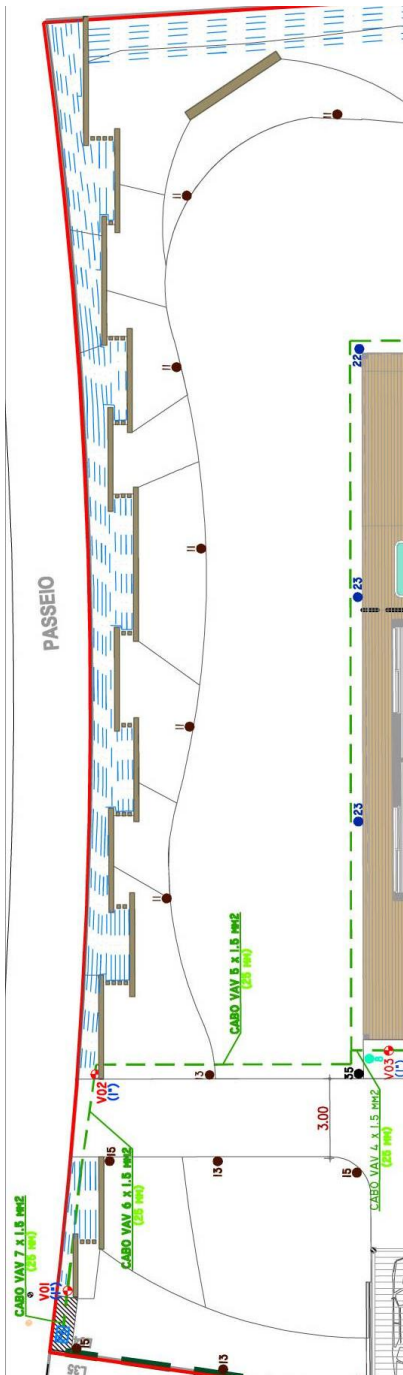 11
11
22
11
PASSEIO
11
23
11
23
11
CABO VAV 5 X 1.5 MM2
(25 MM)
8
V03
(1")
35
13
V02
(1")
3.00
CABO VAV 4 X 1.5 MM2
(25 MM)
15
13
15
CABO VAV 6 X 1.5 MM2
(25 MM)
CABO VAV 7 X 1.5 MM2
(25 MM)
V01
(1")
15
13
L35